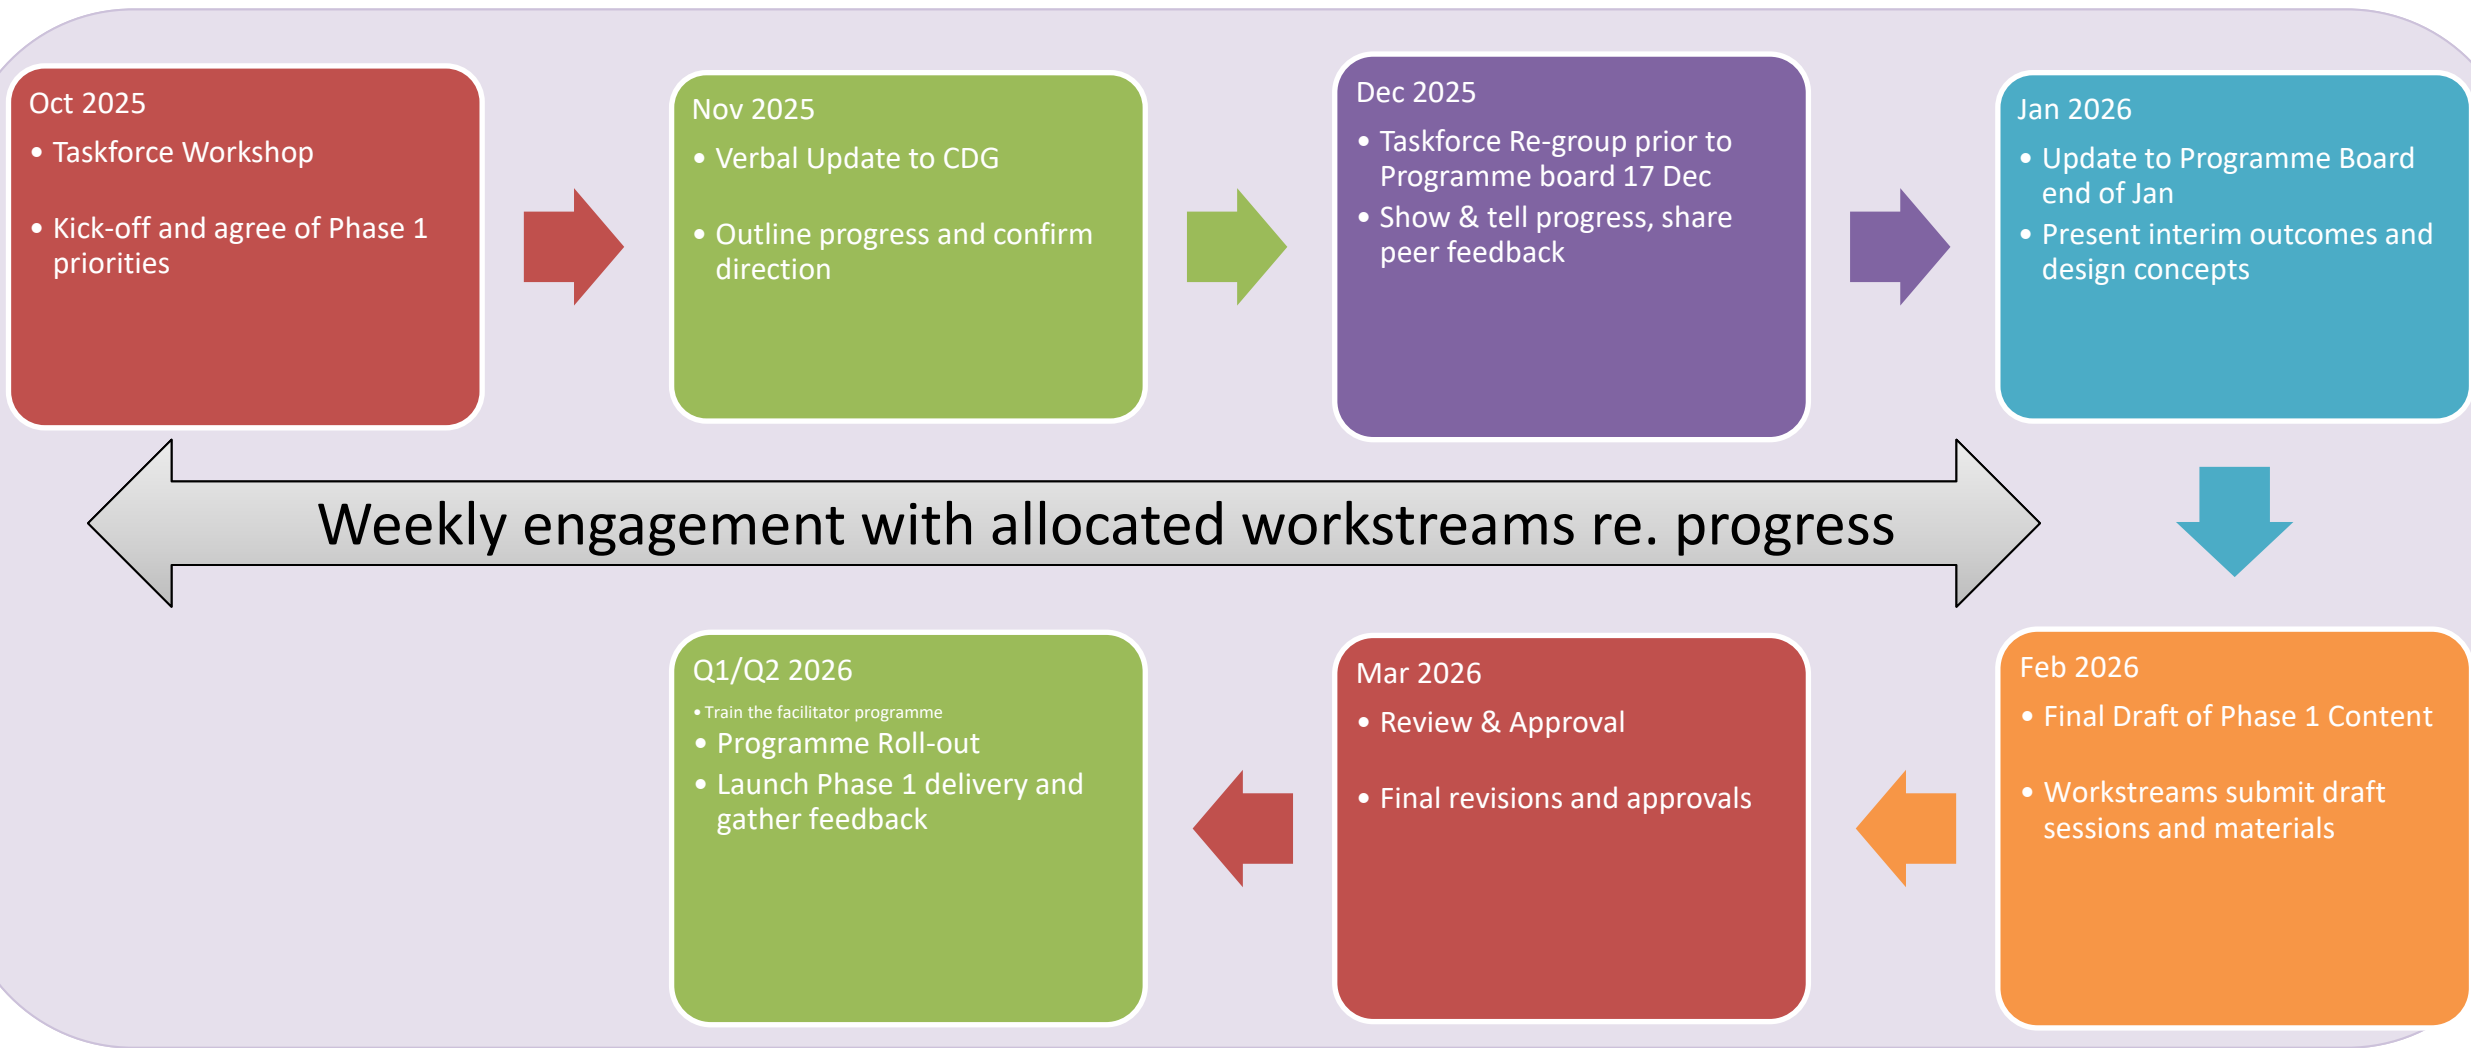 Oct 2025
• Taskforce Workshop
• Kick-off and agree of Phase 1
priorities
Nov 2025
• Verbal Update to CDG
• Outline progress and confirm
direction
Dec 2025
• Taskforce Re-group prior to
Programme board 17 Dec
• Show & tell progress, share
peer feedback
Jan 2026
• Update to Programme Board
end of Jan
• Present interim outcomes and
design concepts
Weekly engagement with allocated workstreams re. progress
Feb 2026
• Final Draft of Phase 1 Content
• Workstreams submit draft
sessions and materials
Mar 2026
• Review & Approval
• Final revisions and approvals
Q1/Q2 2026
• Train the facilitator programme
• Programme Roll-out
• Launch Phase 1 delivery and
gather feedback